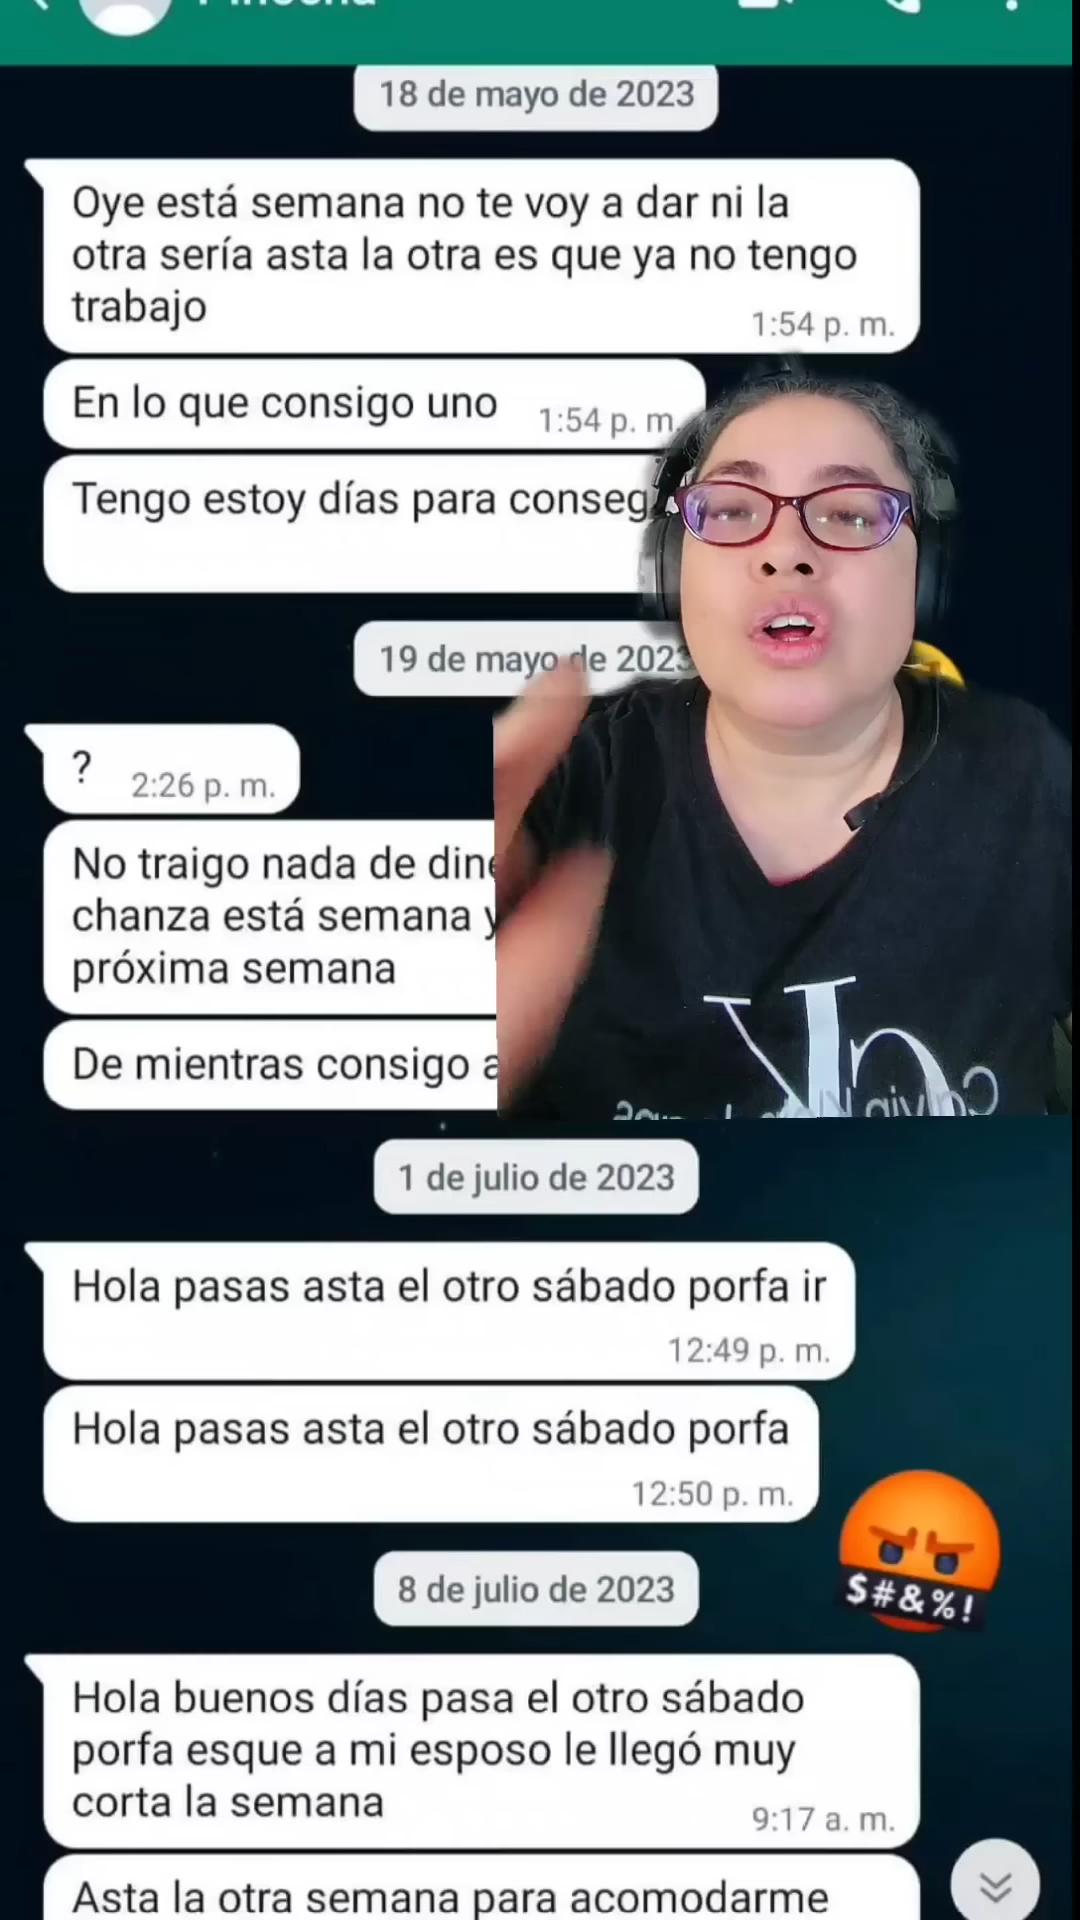 18 de mayo de 2023
Oye está semana no te voy a dar ni la
otra sería asta la otra es que ya no tengo
trabajo
1:54 p. m.
En lo que consigo uno
1:54 p. m.
Tengo estoy días para conseg
19 de mayo de 2023
?
2:26 p. m.
No traigo nada de din
chanza está semana y
próxima semana
De mientras consigo
1 de julio de 2023
Hola pasas asta el otro sábado porfa ir
12:49 p. m.
Hola pasas asta el otro sábado porfa
12:50 p. m.
$#&%!
8 de julio de 2023
Hola buenos días pasa el otro sábado
porfa esque a mi esposo le llegó muy
corta la semana
9:17 a. m.
Asta la otra semana para acomodarme